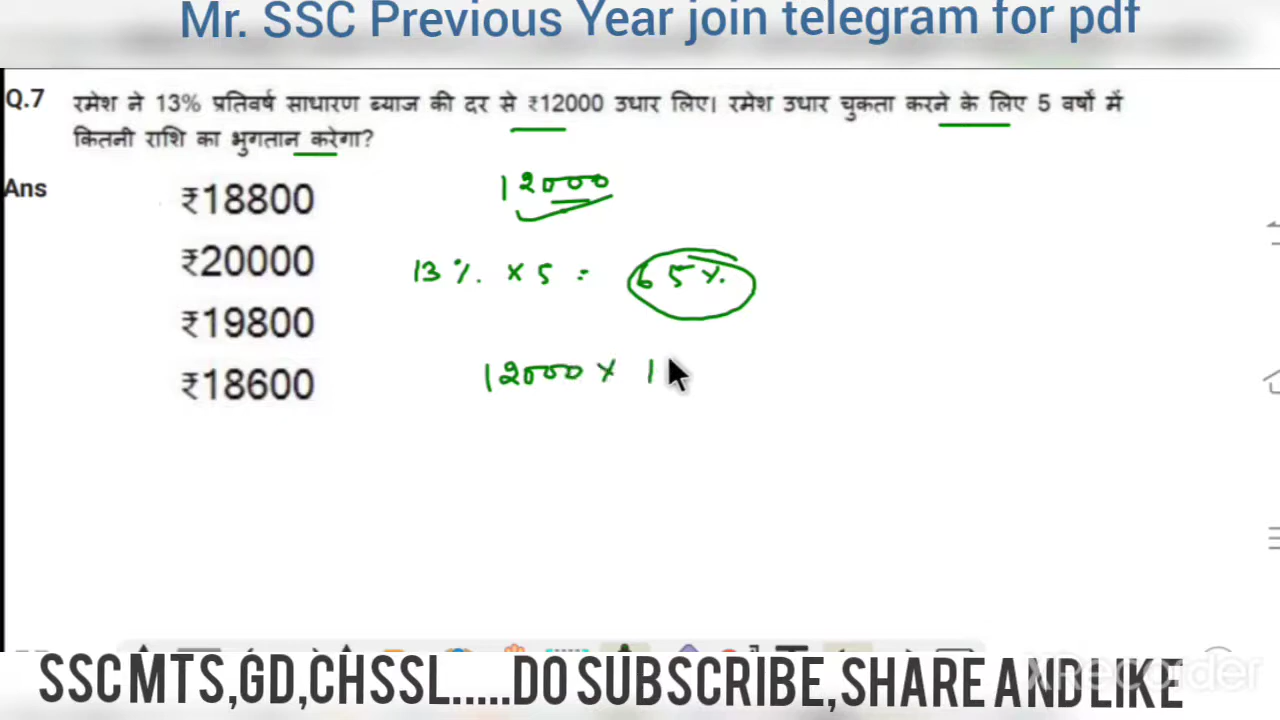 Mr. SSC Previous Year join telegram for pdf
Q.7 रमेश ने 13% प्रतिवर्ष साधारण ब्याज की दर से ₹12000 उधार लिए। रमेश उधार चुकता करने के लिए 5 वर्षों में
कितनी राशि का भुगतान करेगा?
Ans ₹18800
₹20000
₹19800
₹18600
12000
13% × 5 = 65%
12000 × 1
SSC MTS,GD,CHSSL.....DO SUBSCRIBE,SHARE AND LIKE
XRecorder